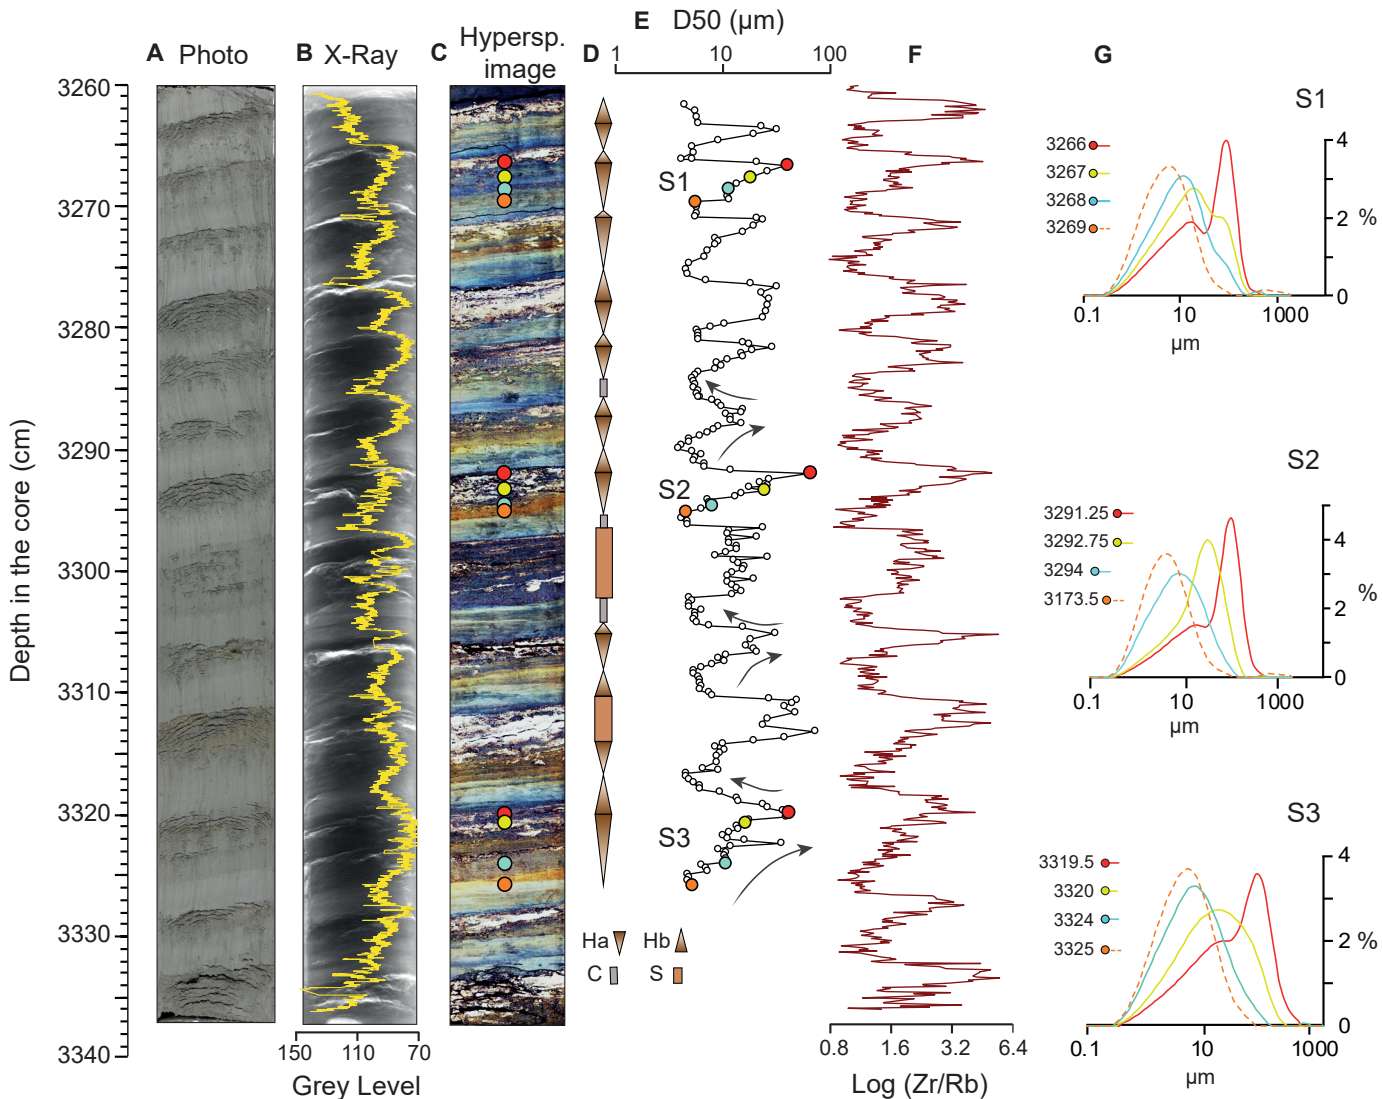 A Photo
B X-Ray
C Hypersp.
image
D
E D50 (µm)
1 10 100
F
G
Depth in the core (cm)
3260
3270
3280
3290
3300
3310
3320
3330
3340
S1
S2
S3
Ha Hb
C S
150 110 70
Grey Level
0.8 1.6 3.2 6.4
Log (Zr/Rb)
S1
3266
3267
3268
3269
4
2 %
0
0.1 10 1000
µm
S2
3291.25
3292.75
3294
3173.5
4
2 %
0
0.1 10 1000
µm
S3
3319.5
3320
3324
3325
4
2 %
0
0.1 10 1000
µm